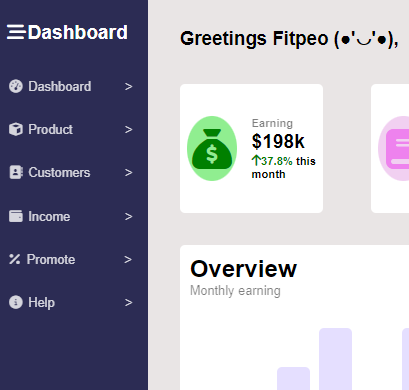 Dashboard
Dashboard >
Product >
Customers >
Income >
Promote >
Help >
Greetings Fitpeo (●'◡'●),
Earning
$198k
↑37.8% this
month
Overview
Monthly earning